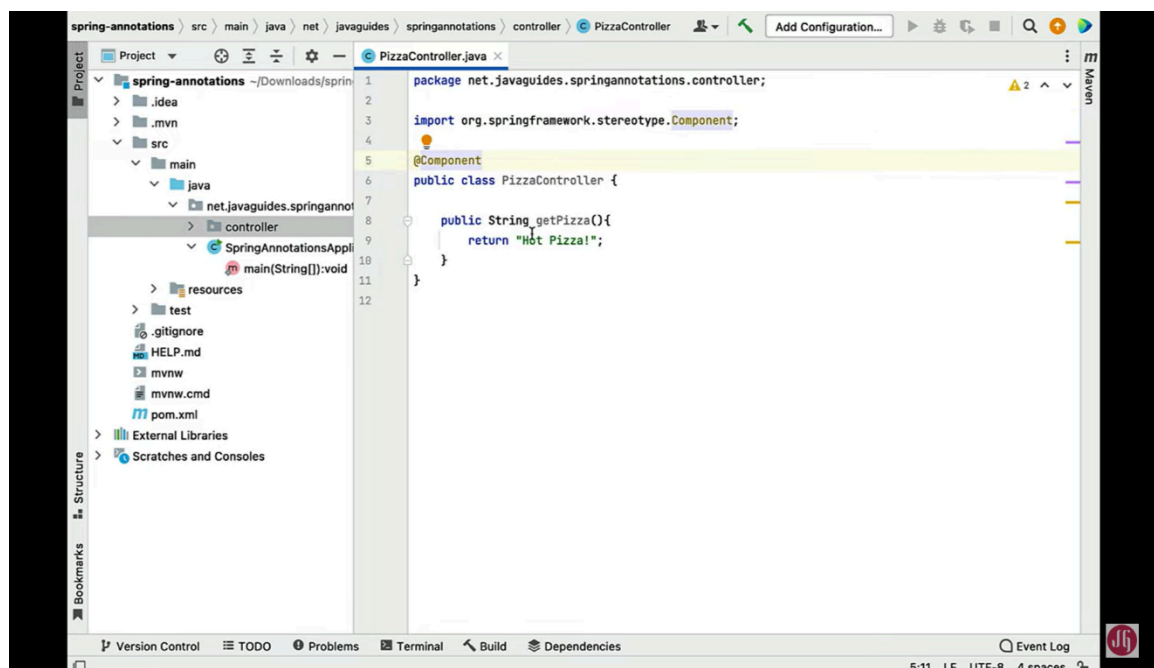 spring-annotations src main java net javaguides springannotations controller PizzaController Add Configuration...
Project
PizzaController.java
Project
spring-annotations ~/Downloads/sprin
.idea
.mvn
src
main
java
net.javaguides.springannot
controller
SpringAnnotationsAppli
main(String[]):void
resources
test
.gitignore
HELP.md
mvnw
mvnw.cmd
pom.xml
External Libraries
Scratches and Consoles
Structure
Bookmarks
1 package net.javaguides.springannotations.controller;
2
3 import org.springframework.stereotype.Component;
4
5 @Component
6 public class PizzaController {
7
8 public String getPizza(){
9 return "Hot Pizza!";
10 }
11 }
12
2
m
Maven
Version Control TODO Problems Terminal Build Dependencies Event Log
5:11 LF UTF-8 4 spaces
JG